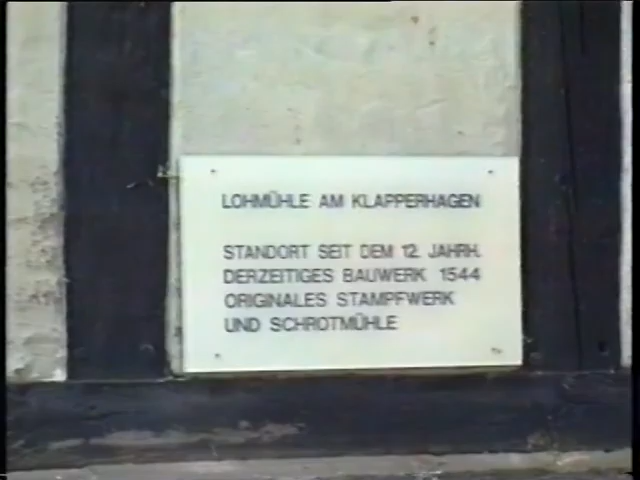 LOHMÜHLE AM KLAPPERHAGEN
STANDORT SEIT DEM 12. JAHRH.
DERZEITIGES BAUWERK 1544
ORIGINALES STAMPFWERK
UND SCHROTMÜHLE